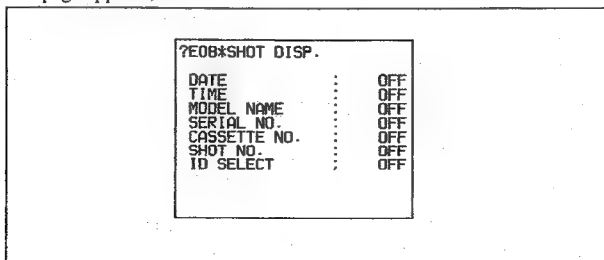 ?E08*SHOT DISP.
DATE : OFF
TIME : OFF
MODEL NAME : OFF
SERIAL NO. : OFF
CASSETTE NO. : OFF
SHOT NO. : OFF
ID SELECT : OFF